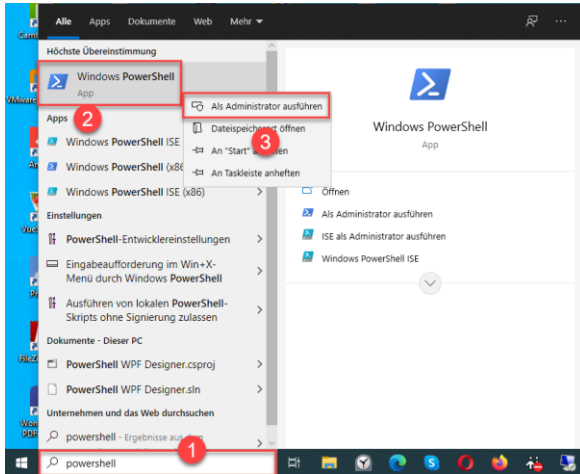 Alle Apps Dokumente Web Mehr
Höchste Übereinstimmung
Windows PowerShell
App
2
Als Administrator ausführen
Dateispeicherort öffnen
3
An "Start"
An Taskleiste anheften
Apps
Windows PowerShell ISE
Windows PowerShell (x86
Windows PowerShell ISE (x86)
Einstellungen
PowerShell-Entwicklereinstellungen
Eingabeaufforderung im Win+X-
Menü durch Windows PowerShell
Ausführen von lokalen PowerShell-
Skripts ohne Signierung zulassen
Dokumente - Dieser PC
PowerShell WPF Designer.csproj
PowerShell WPF Designer.sln
Unternehmen und das Web durchsuchen
powershell - Ergebnisse aus dem
1
powershell
Windows PowerShell
App
Öffnen
Als Administrator ausführen
ISE als Administrator ausführen
Windows PowerShell ISE